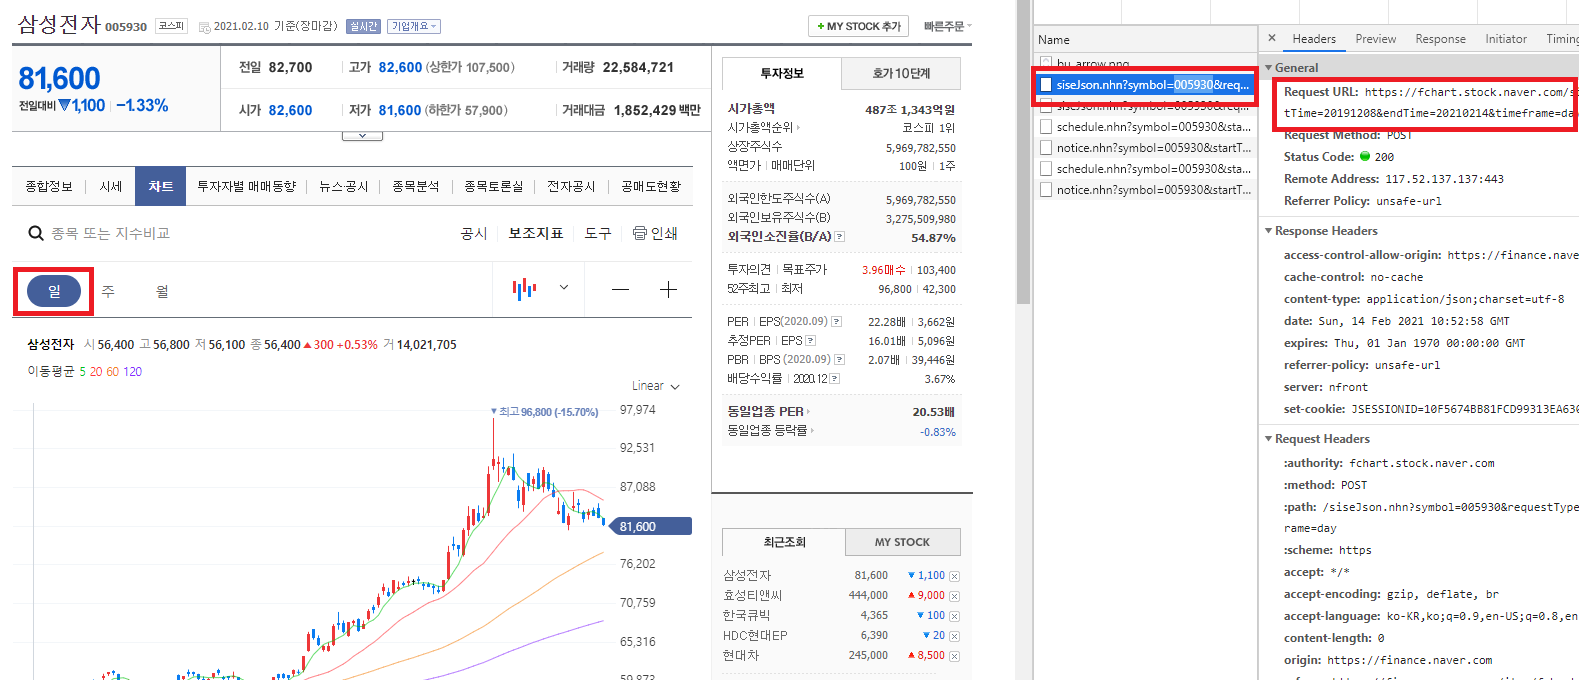 삼성전자 005930 코스피 2021.02.10 기준(장마감) 실시간 기업개요
+ MY STOCK 추가 빠른주문
81,600
전일대비 ▼1,100 −1.33%
전일 82,700 고가 82,600 (상한가 107,500) 거래량 22,584,721
시가 82,600 저가 81,600 (하한가 57,900) 거래대금 1,852,429 백만
종합정보 시세 차트 투자자별 매매동향 뉴스·공시 종목분석 종목토론실 전자공시 공매도현황
종목 또는 지수비교 공시 보조지표 도구 인쇄
일 주 월
삼성전자 시 56,400 고 56,800 저 56,100 종 56,400 ▲300 +0.53% 거 14,021,705
이동평균 5 20 60 120
Linear
▼최고 96,800 (-15.70%)
97,974
92,531
87,088
81,600
76,202
70,759
65,316
59,873
투자정보 호가 10단계
시가총액 487조 1,343억원
시가총액순위 코스피 1위
상장주식수 5,969,782,550
액면가 매매단위 100원 1주
외국인한도주식수(A) 5,969,782,550
외국인보유주식수(B) 3,275,509,980
외국인소진율(B/A) ? 54.87%
투자의견 목표주가 3.96매수 103,400
52주최고 최저 96,800 42,300
PER EPS(2020.09) ? 22.28배 3,662원
추정PER EPS ? 16.01배 5,096원
PBR BPS (2020.09) ? 2.07배 39,446원
배당수익률 2020.12 ? 3.67%
동일업종 PER 20.53배
동일업종 등락률 -0.83%
최근조회 MY STOCK
삼성전자 81,600 ▼ 1,100
효성티앤씨 444,000 ▲ 9,000
한국큐빅 4,365 ▼ 100
HDC현대EP 6,390 ▼ 20
현대차 245,000 ▲ 8,500
Name
bu_arrow.png
siseJson.nhn?symbol=005930&req...
siseJson.nhn?symbol=005930&req...
schedule.nhn?symbol=005930&sta...
notice.nhn?symbol=005930&startT...
schedule.nhn?symbol=005930&sta...
notice.nhn?symbol=005930&startT...
× Headers Preview Response Initiator Timing
General
Request URL: https://fchart.stock.naver.com/
tTime=20191208&endTime=20210214&timeframe=da
Request Method: POST
Status Code: 200
Remote Address: 117.52.137.137:443
Referrer Policy: unsafe-url
Response Headers
access-control-allow-origin: https://finance.nave
cache-control: no-cache
content-type: application/json;charset=utf-8
date: Sun, 14 Feb 2021 10:52:58 GMT
expires: Thu, 01 Jan 1970 00:00:00 GMT
referrer-policy: unsafe-url
server: nfront
set-cookie: JSESSIONID=10F5674BB81FCD99313EA630
Request Headers
:authority: fchart.stock.naver.com
:method: POST
:path: /siseJson.nhn?symbol=005930&requestType
rame=day
:scheme: https
accept: */*
accept-encoding: gzip, deflate, br
accept-language: ko-KR,ko;q=0.9,en-US;q=0.8,en
content-length: 0
origin: https://finance.naver.com